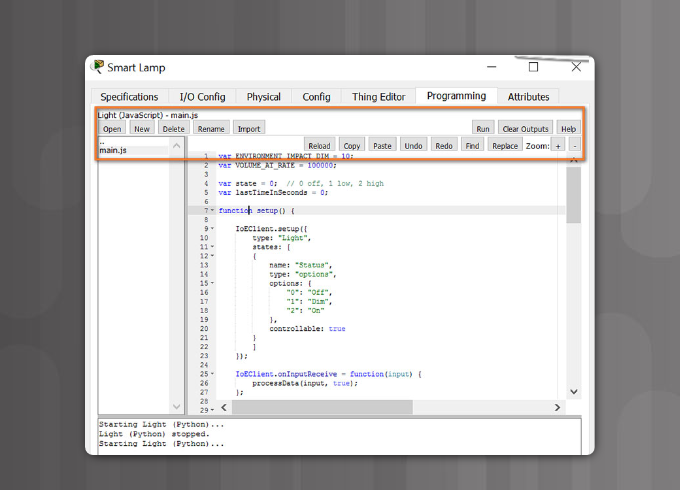 Smart Lamp
Specifications I/O Config Physical Config Thing Editor Programming Attributes
Light (JavaScript) - main.js
Open New Delete Rename Import Run Clear Outputs Help
Reload Copy Paste Undo Redo Find Replace Zoom: + -
..
main.js
1 var ENVIRONMENT_IMPACT_DIM = 10;
2 var VOLUME_AT_RATE = 100000;
3
4 var state = 0; // 0 off, 1 low, 2 high
5 var lastTimeInSeconds = 0;
6
7 function setup() {
8
9 IoEClient.setup({
10 type: "Light",
11 states: [
12 {
13 name: "Status",
14 type: "options",
15 options: {
16 "0": "Off",
17 "1": "Dim",
18 "2": "On"
19 },
20 controllable: true
21 }
22 ]
23 });
24
25 IoEClient.onInputReceive = function(input) {
26 processData(input, true);
27 };
28
29
Starting Light (Python)...
Light (Python) stopped.
Starting Light (Python)...